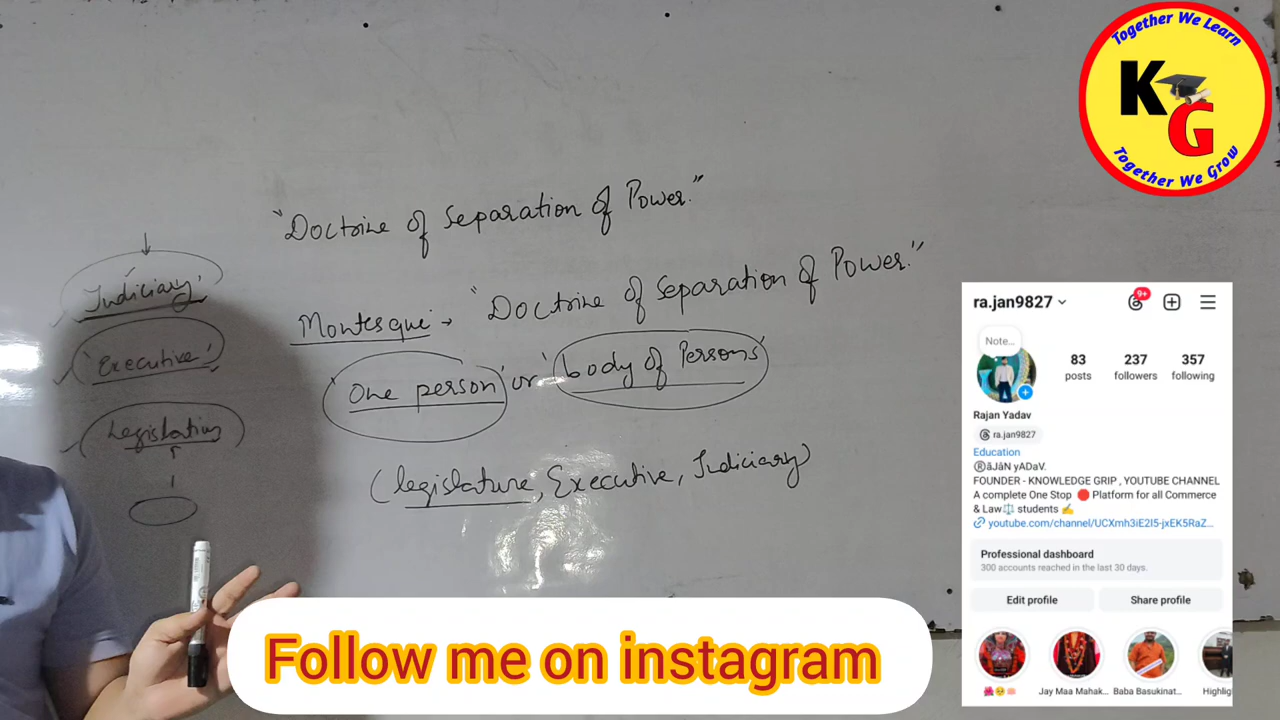 Together We Learn
KG
Together We Grow
"Doctrine of Separation of Power."
Judiciary
'Executive'
Legislation
Montesque → "Doctrine of Separation of Power."
'One person' or 'body of Persons'
(legislature, Executive, Judiciary)
ra.jan9827
9+
Note...
83
posts
237
followers
357
following
Rajan Yadav
ra.jan9827
Education
ⓇāJâN yADaV.
FOUNDER - KNOWLEDGE GRIP , YOUTUBE CHANNEL
A complete One Stop 🛑 Platform for all Commerce
& Law⚖️ students ✍️
youtube.com/channel/UCXmh3iE2I5-jxEK5RaZ...
Professional dashboard
300 accounts reached in the last 30 days.
Edit profile
Share profile
Jay Maa Mahak...
Baba Basukinat...
Highlig
Follow me on instagram